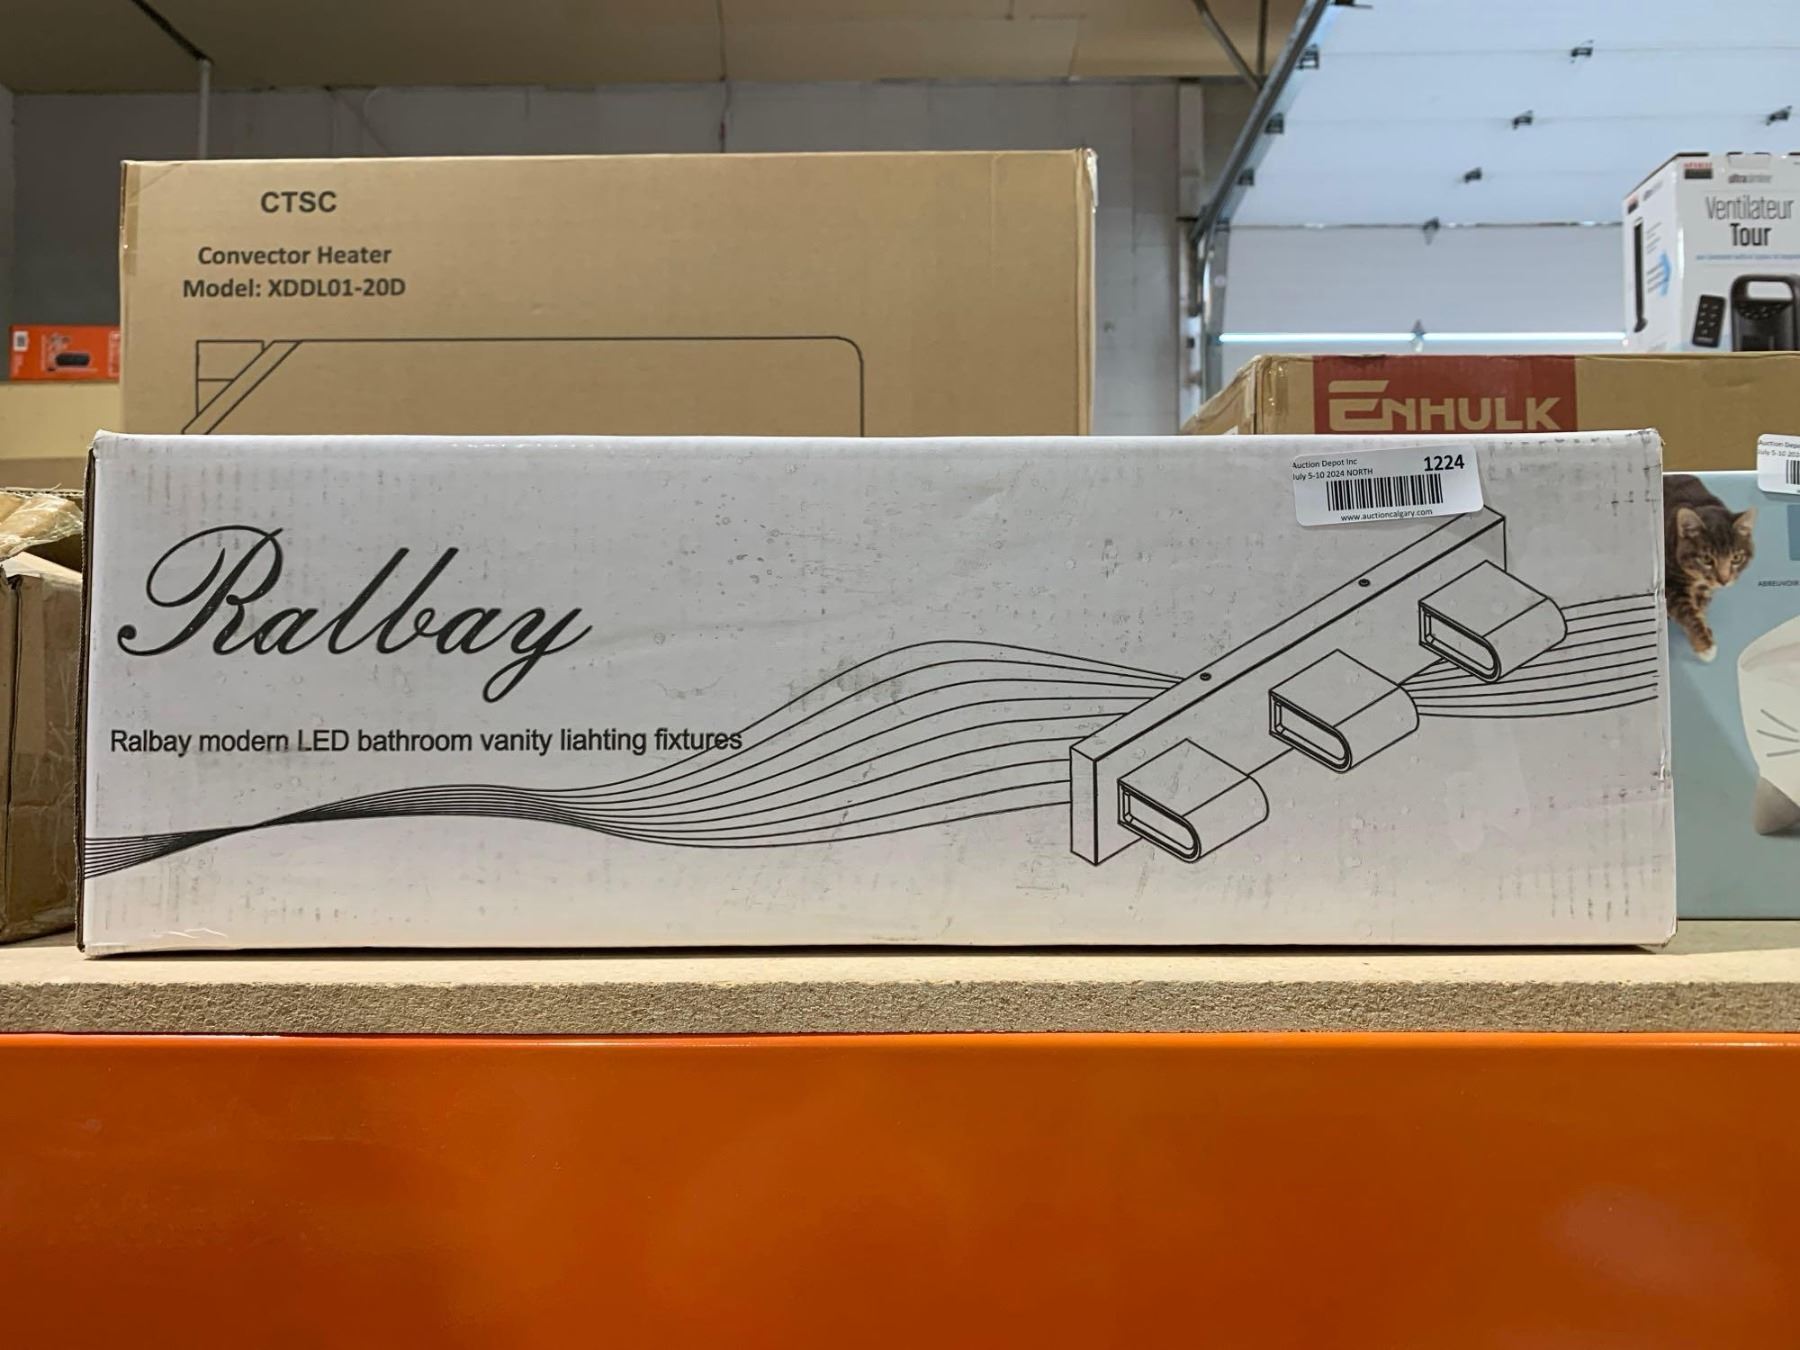 CTSC
Convector Heater
Model: XDDL01-20D
Ventilateur
Tour
ENHULK
Auction Depot Inc
July 5-10 2024 NORTH
1224
www.auctioncalgary.com
Ralbay
Ralbay modern LED bathroom vanity liahting fixtures
ABREUVOIR